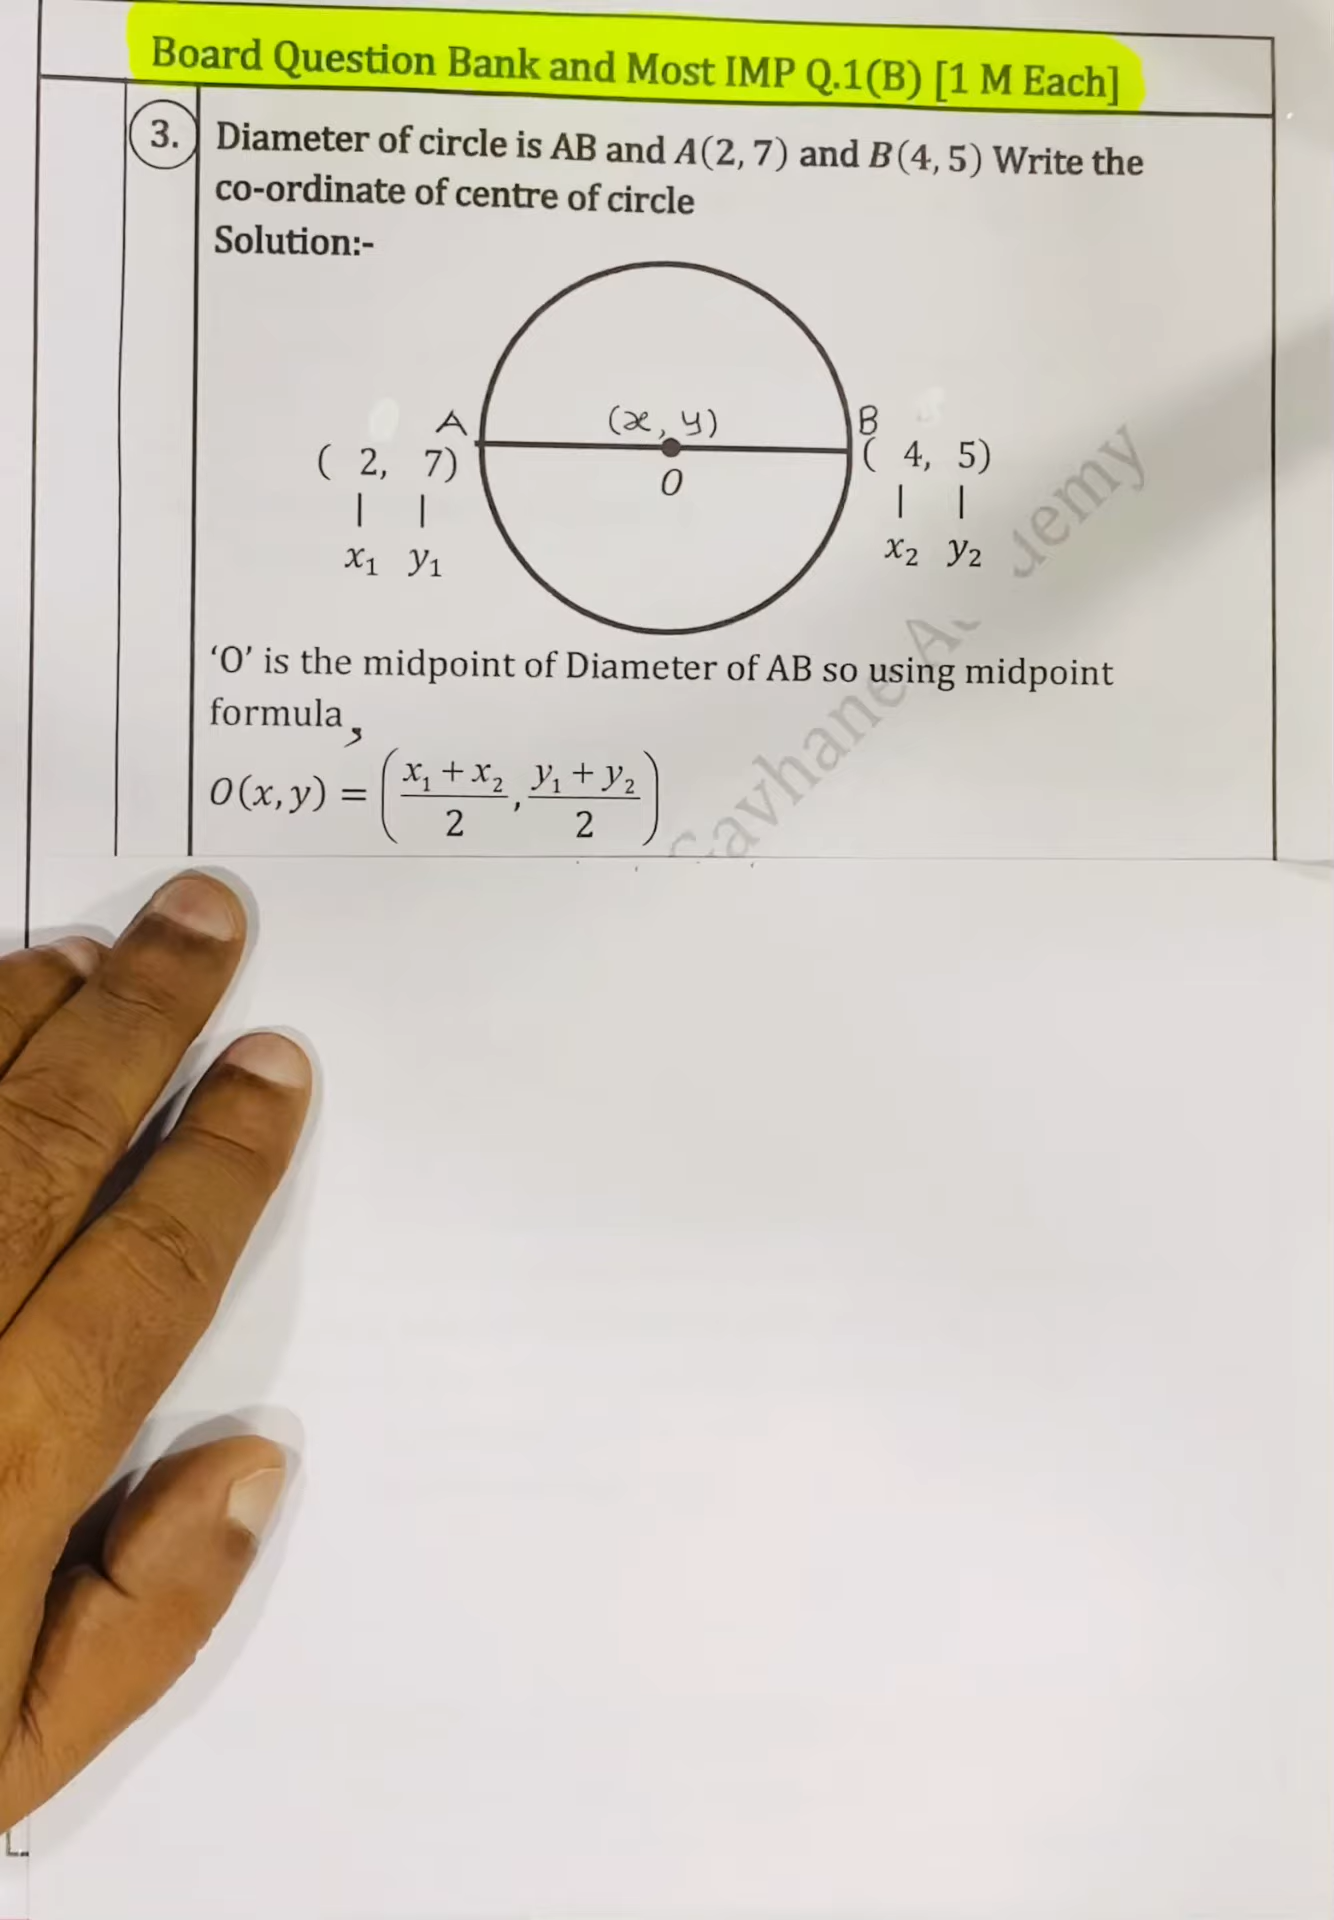 Board Question Bank and Most IMP Q.1(B) [1 M Each]
3. Diameter of circle is AB and A(2, 7) and B(4, 5) Write the
co-ordinate of centre of circle
Solution:-
A (x, y) B
( 2, 7) O ( 4, 5)
x₁ y₁ x₂ y₂
‘O’ is the midpoint of Diameter of AB so using midpoint
formula,
O(x, y) = ( (x₁ + x₂)/2 , (y₁ + y₂)/2 )
Gavhane